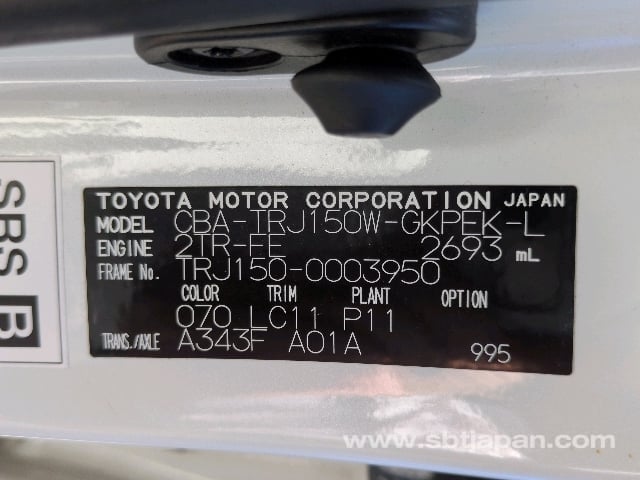 TOYOTA MOTOR CORPORATION JAPAN
MODEL CBA-TRJ150W-GKPEK-L
ENGINE 2TR-FE 2693 mL
FRAME No. TRJ150-0003950
COLOR TRIM PLANT OPTION
070 LC11 P11
TRANS./AXLE A343F A01A 995
SBS B
www.sbtjapan.com